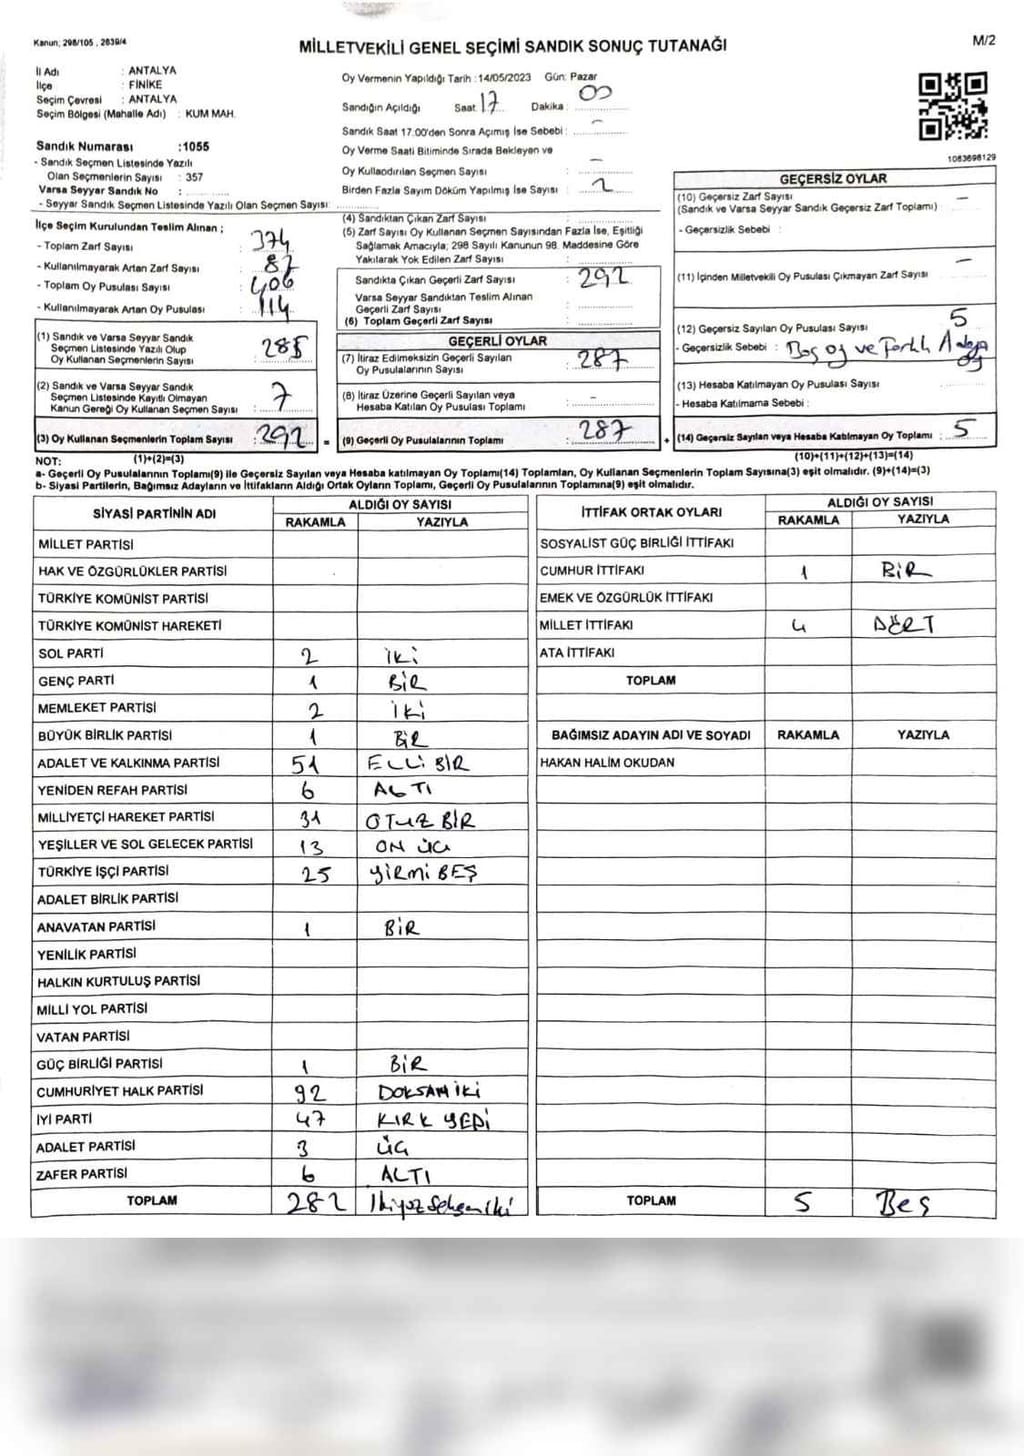 Kanun; 298/105 , 2839/4
MİLLETVEKİLİ GENEL SEÇİMİ SANDIK SONUÇ TUTANAĞI
M/2
İl Adı : ANTALYA
İlçe : FİNİKE
Seçim Çevresi : ANTALYA
Seçim Bölgesi (Mahalle Adı) : KUM MAH.
Sandık Numarası :1055
- Sandık Seçmen Listesinde Yazılı
Olan Seçmenlerin Sayısı : 357
Varsa Seyyar Sandık No :
- Seyyar Sandık Seçmen Listesinde Yazılı Olan Seçmen Sayısı:
Oy Vermenin Yapıldığı Tarih :14/05/2023 Gün: Pazar
Sandığın Açıldığı Saat: 17 Dakika : 00
Sandık Saat 17.00'den Sonra Açımış İse Sebebi : –
Oy Verme Saati Bitiminde Sırada Bekleyen ve
Oy Kullandırılan Seçmen Sayısı : –
Birden Fazla Sayım Döküm Yapılmış İse Sayısı : 2
1083698129
İlçe Seçim Kurulundan Teslim Alınan ;
- Toplam Zarf Sayısı : 374
- Kullanılmayarak Artan Zarf Sayısı : 82
- Toplam Oy Pusulası Sayısı : 406
- Kullanılmayarak Artan Oy Pusulası : 114
(1) Sandık ve Varsa Seyyar Sandık
Seçmen Listesinde Yazılı Olup
Oy Kullanan Seçmenlerin Sayısı : 285
(2) Sandık ve Varsa Seyyar Sandık
Seçmen Listesinde Kayıtlı Olmayan
Kanun Gereği Oy Kullanan Seçmen Sayısı : 7
(3) Oy Kullanan Seçmenlerin Toplam Sayısı : 292 =
(1)+(2)=(3)
(4) Sandıktan Çıkan Zarf Sayısı :
(5) Zarf Sayısı Oy Kullanan Seçmen Sayısından Fazla İse, Eşitliği
Sağlamak Amacıyla; 298 Sayılı Kanunun 98. Maddesine Göre
Yakılarak Yok Edilen Zarf Sayısı :
Sandıkta Çıkan Geçerli Zarf Sayısı : 292
Varsa Seyyar Sandıktan Teslim Alınan
Geçerli Zarf Sayısı :
(6) Toplam Geçerli Zarf Sayısı :
GEÇERLİ OYLAR
(7) İtiraz Edilmeksizin Geçerli Sayılan
Oy Pusulalarının Sayısı : 287
(8) İtiraz Üzerine Geçerli Sayılan veya
Hesaba Katılan Oy Pusulası Toplamı : –
(9) Geçerli Oy Pusulalarının Toplamı : 287 +
GEÇERSİZ OYLAR
(10) Geçersiz Zarf Sayısı
(Sandık ve Varsa Seyyar Sandık Geçersiz Zarf Toplamı) : –
- Geçersizlik Sebebi :
(11) İçinden Milletvekili Oy Pusulası Çıkmayan Zarf Sayısı : –
(12) Geçersiz Sayılan Oy Pusulası Sayısı : 5
- Geçersizlik Sebebi : Boş oy ve Farklı
(13) Hesaba Katılmayan Oy Pusulası Sayısı :
- Hesaba Katılmama Sebebi :
(14) Geçersiz Sayılan veya Hesaba Katılmayan Oy Toplamı : 5
(10)+(11)+(12)+(13)=(14)
NOT:
a- Geçerli Oy Pusulalarının Toplamı(9) ile Geçersiz Sayılan veya Hesaba katılmayan Oy Toplamı(14) Toplamları, Oy Kullanan Seçmenlerin Toplam Sayısına(3) eşit olmalıdır. (9)+(14)=(3)
b- Siyasi Partilerin, Bağımsız Adayların ve İttifakların Aldığı Ortak Oyların Toplamı, Geçerli Oy Pusulalarının Toplamına(9) eşit olmalıdır.
SİYASİ PARTİNİN ADI ALDIĞI OY SAYISI
RAKAMLA YAZIYLA
MİLLET PARTİSİ
HAK VE ÖZGÜRLÜKLER PARTİSİ
TÜRKİYE KOMÜNİST PARTİSİ
TÜRKİYE KOMÜNİST HAREKETİ
SOL PARTİ 2 İKİ
GENÇ PARTİ 1 BİR
MEMLEKET PARTİSİ 2 İKİ
BÜYÜK BİRLİK PARTİSİ 1 BİR
ADALET VE KALKINMA PARTİSİ 51 ELLİ BİR
YENİDEN REFAH PARTİSİ 6 ALTI
MİLLİYETÇİ HAREKET PARTİSİ 31 OTUZ BİR
YEŞİLLER VE SOL GELECEK PARTİSİ 13 ON ÜÇ
TÜRKİYE İŞÇİ PARTİSİ 25 YİRMİ BEŞ
ADALET BİRLİK PARTİSİ
ANAVATAN PARTİSİ 1 BİR
YENİLİK PARTİSİ
HALKIN KURTULUŞ PARTİSİ
MİLLİ YOL PARTİSİ
VATAN PARTİSİ
GÜÇ BİRLİĞİ PARTİSİ 1 BİR
CUMHURİYET HALK PARTİSİ 92 DOKSAN İKİ
İYİ PARTİ 47 KIRK YEDİ
ADALET PARTİSİ 3 ÜÇ
ZAFER PARTİSİ 6 ALTI
TOPLAM 282 İkiyüz Seksen İki
İTTİFAK ORTAK OYLARI ALDIĞI OY SAYISI
RAKAMLA YAZIYLA
SOSYALİST GÜÇ BİRLİĞİ İTTİFAKI
CUMHUR İTTİFAKI 1 BİR
EMEK VE ÖZGÜRLÜK İTTİFAKI
MİLLET İTTİFAKI 4 DÖRT
ATA İTTİFAKI
TOPLAM
BAĞIMSIZ ADAYIN ADI VE SOYADI RAKAMLA YAZIYLA
HAKAN HALİM OKUDAN
TOPLAM 5 Beş